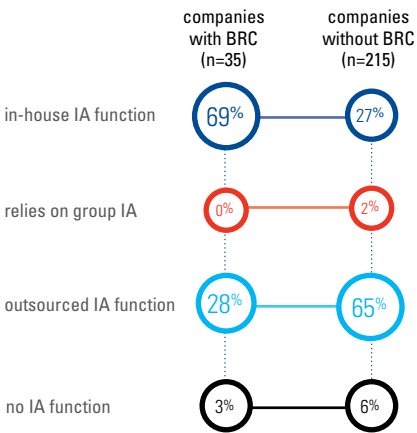 companies with BRC (n=35)
companies without BRC (n=215)
in-house IA function 69% 27%
relies on group IA 0% 2%
outsourced IA function 28% 65%
no IA function 3% 6%